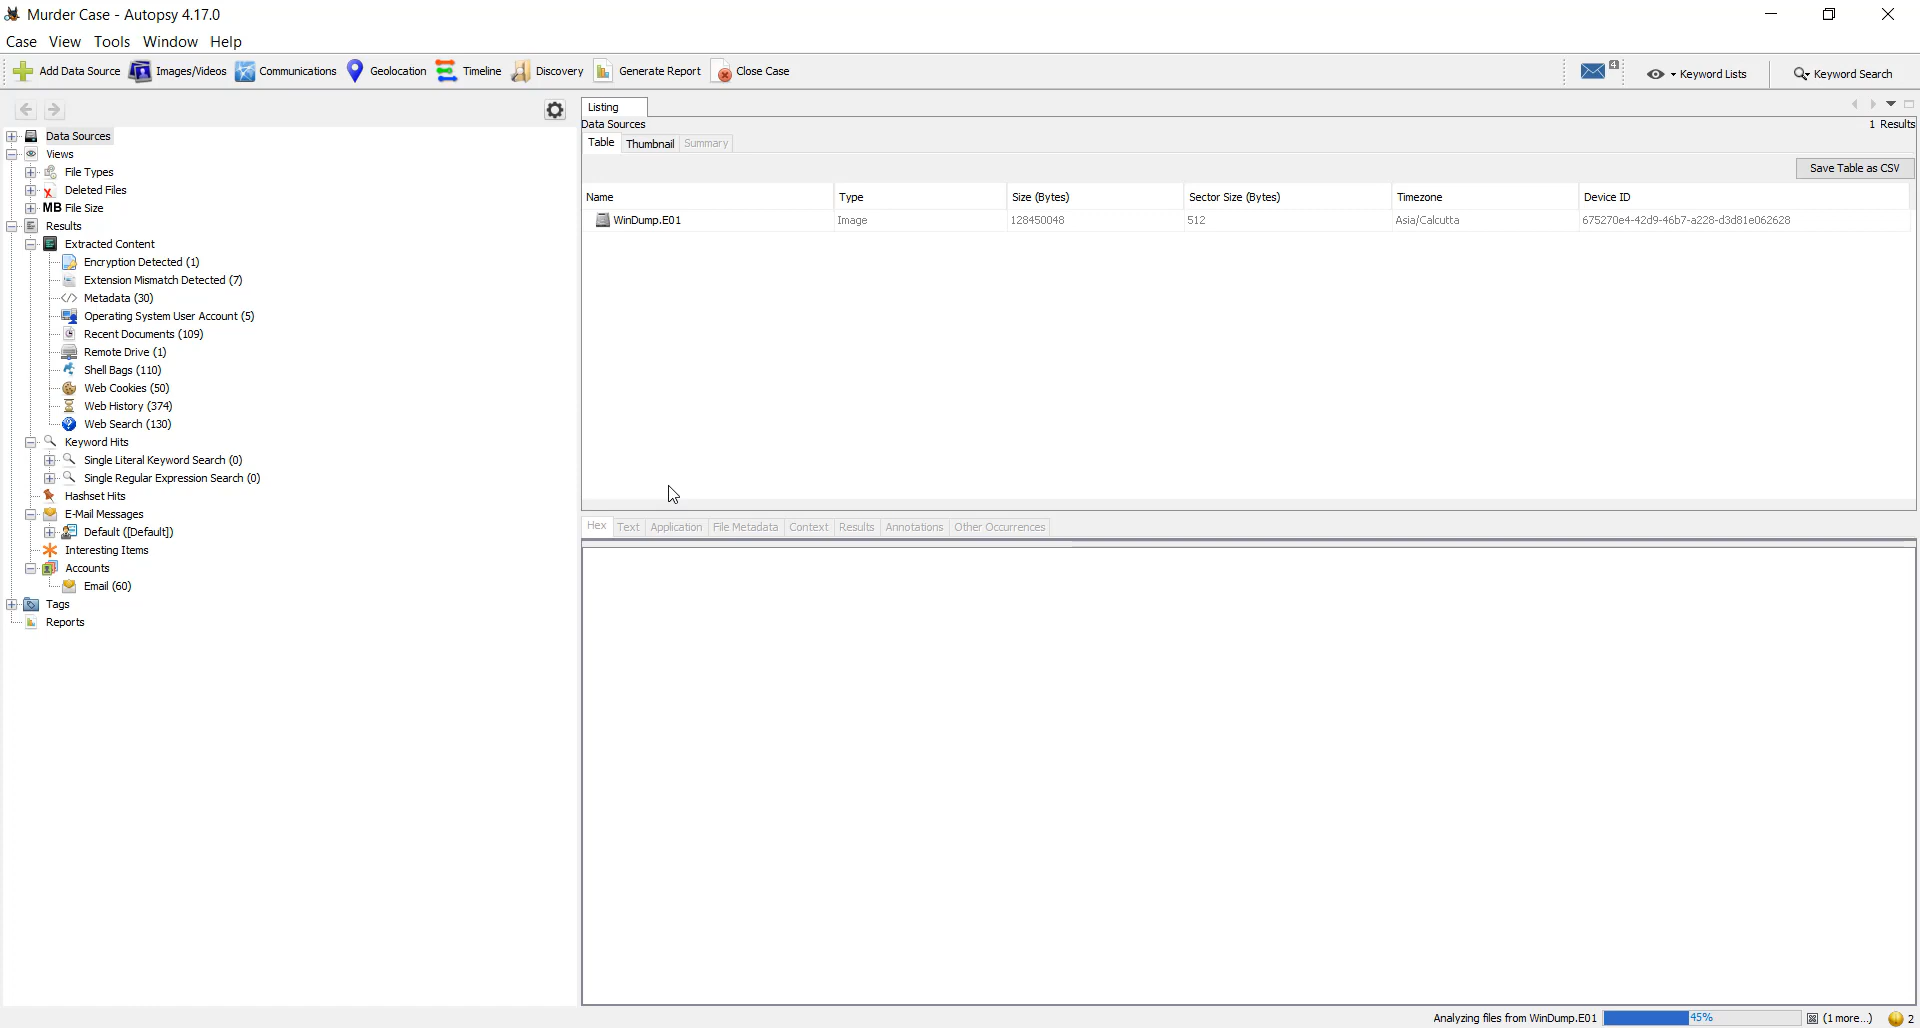 Murder Case - Autopsy 4.17.0
Case View Tools Window Help
Add Data Source Images/Videos Communications Geolocation Timeline Discovery Generate Report Close Case 4 Keyword Lists Keyword Search
Data Sources
Views
File Types
Deleted Files
MB File Size
Results
Extracted Content
Encryption Detected (1)
Extension Mismatch Detected (7)
Metadata (30)
Operating System User Account (5)
Recent Documents (109)
Remote Drive (1)
Shell Bags (110)
Web Cookies (50)
Web History (374)
Web Search (130)
Keyword Hits
Single Literal Keyword Search (0)
Single Regular Expression Search (0)
Hashset Hits
E-Mail Messages
Default ([Default])
Interesting Items
Accounts
Email (60)
Tags
Reports
Listing
Data Sources 1 Results
Table Thumbnail Summary
Save Table as CSV
Name Type Size (Bytes) Sector Size (Bytes) Timezone Device ID
WinDump.E01 Image 128450048 512 Asia/Calcutta 675270e4-42d9-46b7-a228-d3d81e062628
Hex Text Application File Metadata Context Results Annotations Other Occurrences
Analyzing files from WinDump.E01 45% (1 more...) 2